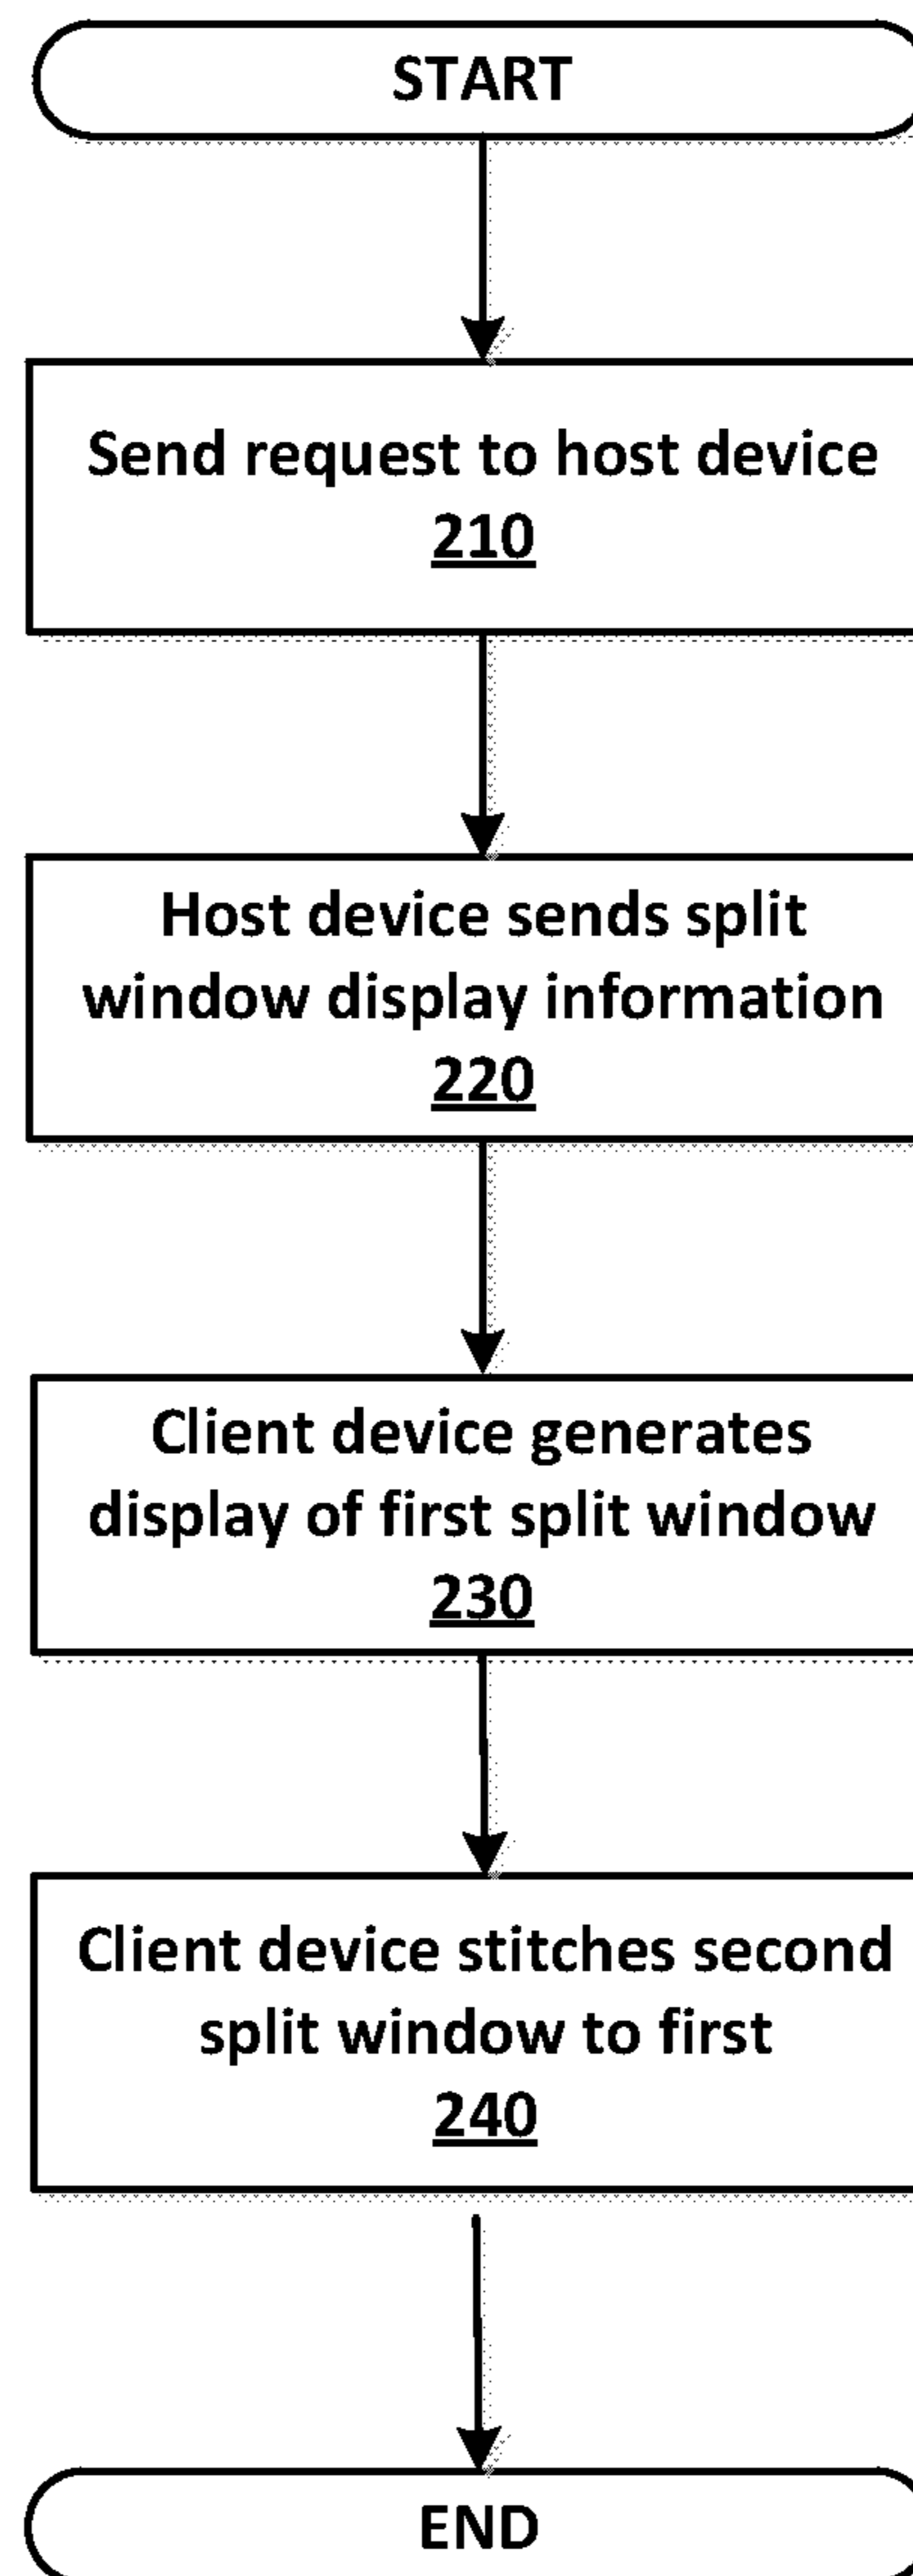 START
Send request to host device
210
Host device sends split
window display information
220
Client device generates
display of first split window
230
Client device stitches second
split window to first
240
END